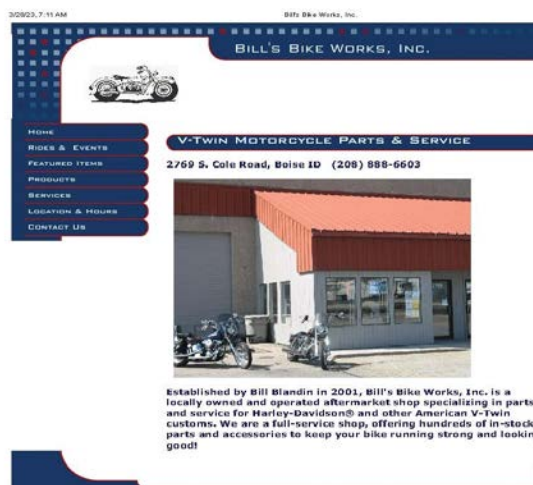 3/28/23, 7:11 AM Bill's Bike Works, Inc.
BILL'S BIKE WORKS, INC.
HOME
RIDES & EVENTS
FEATURED ITEMS
PRODUCTS
SERVICES
LOCATION & HOURS
CONTACT US
V-TWIN MOTORCYCLE PARTS & SERVICE
2769 S. Cole Road, Boise ID (208) 888-6603
Established by Bill Blandin in 2001, Bill's Bike Works, Inc. is a
locally owned and operated aftermarket shop specializing in parts
and service for Harley-Davidson® and other American V-Twin
customs. We are a full-service shop, offering hundreds of in-stock
parts and accessories to keep your bike running strong and lookin
good!